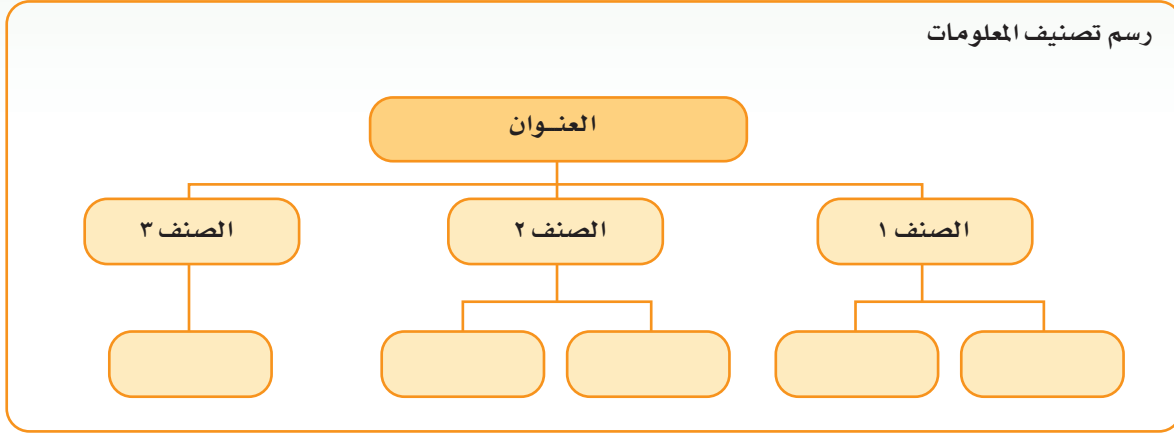 رسم تصنيف المعلومات
العنـوان
الصنف ١
الصنف ٢
الصنف ٣